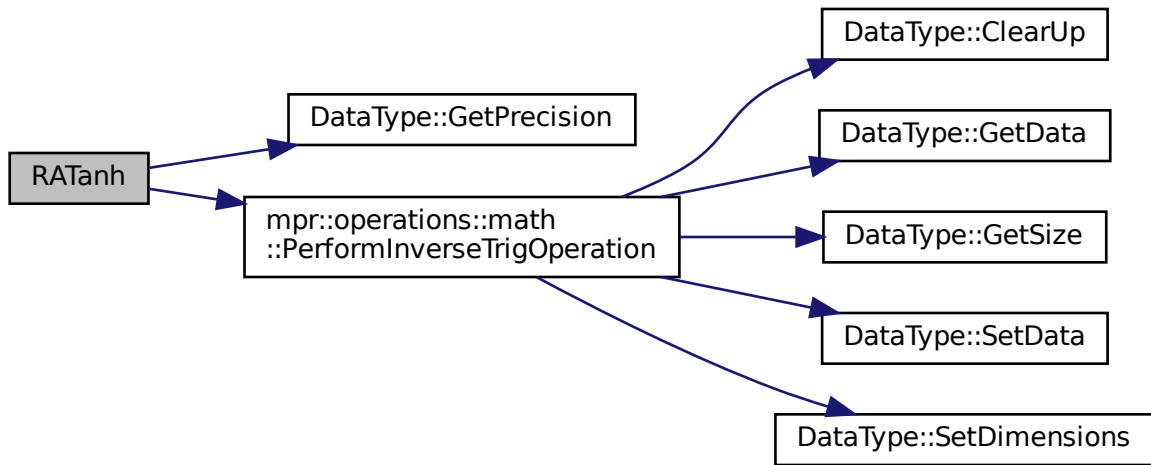 RATanh
DataType::GetPrecision
mpr::operations::math
::PerformInverseTrigOperation
DataType::ClearUp
DataType::GetData
DataType::GetSize
DataType::SetData
DataType::SetDimensions